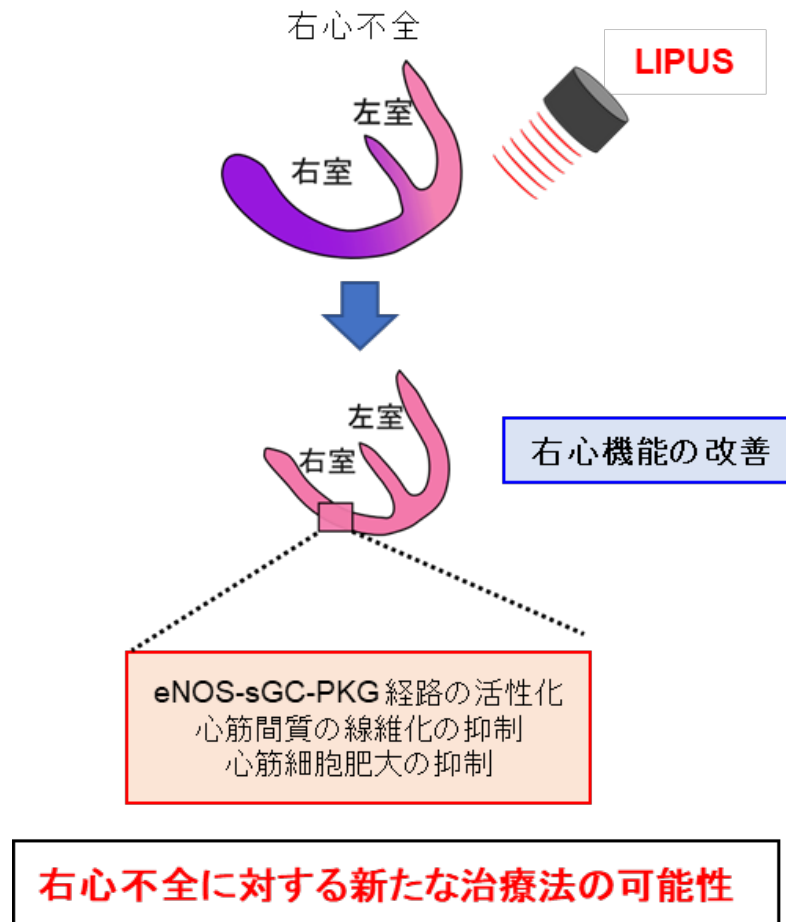 右心不全
LIPUS
左室
右室
左室
右室
右心機能の改善
eNOS-sGC-PKG 経路の活性化
心筋間質の線維化の抑制
心筋細胞肥大の抑制
右心不全に対する新たな治療法の可能性